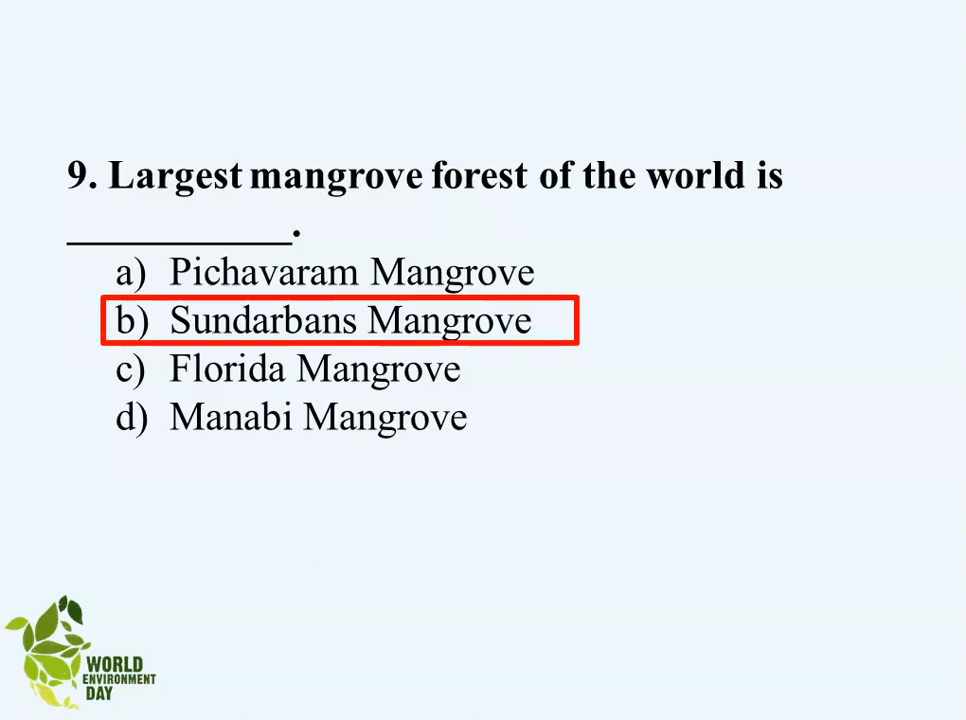 9. Largest mangrove forest of the world is
___________.
a) Pichavaram Mangrove
b) Sundarbans Mangrove
c) Florida Mangrove
d) Manabi Mangrove
WORLD
ENVIRONMENT
DAY